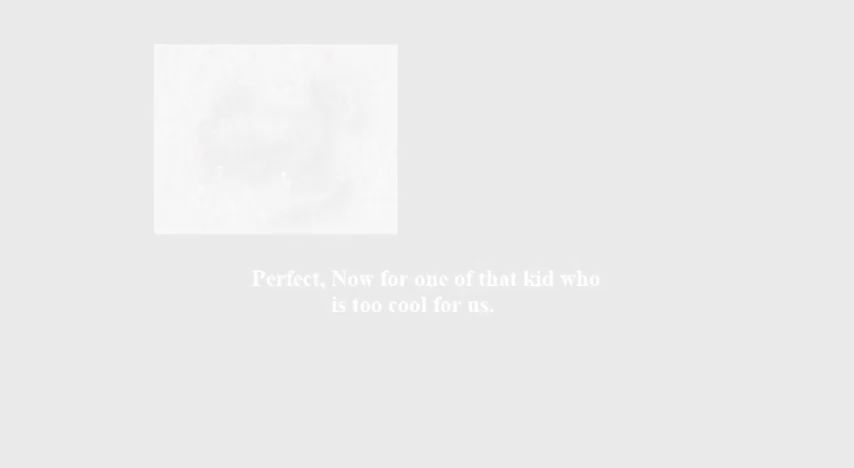 Perfect, Now for one of that kid who
is too cool for us.